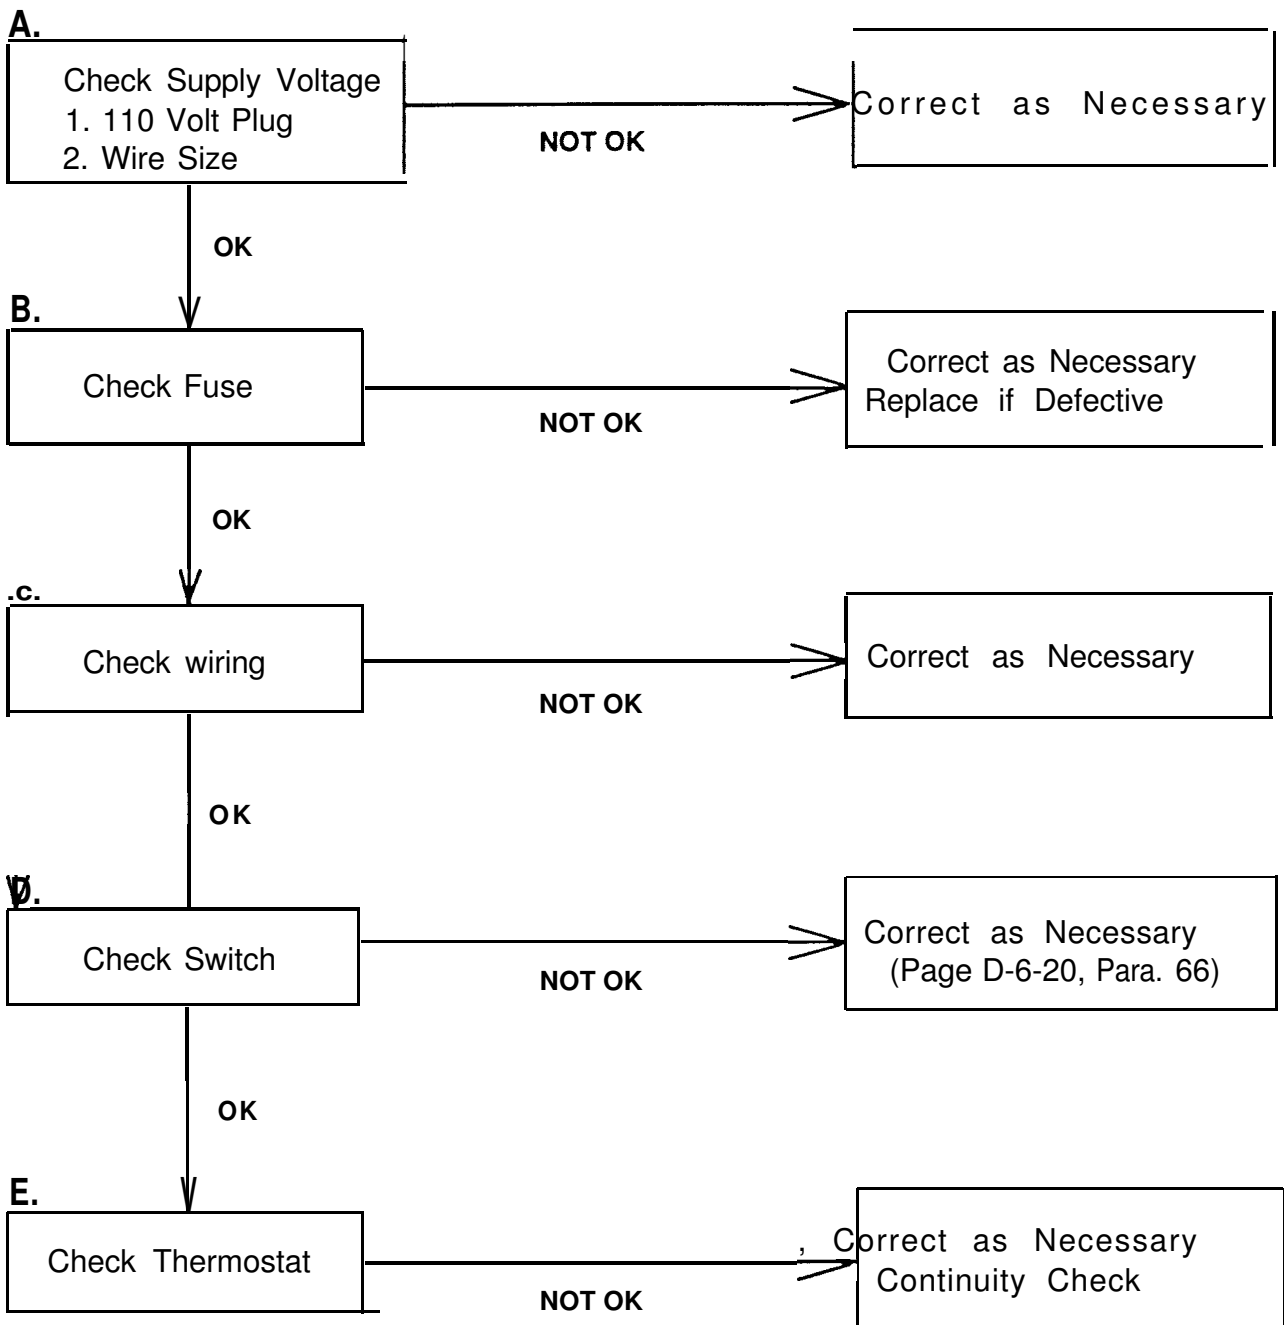 A.
Check Supply Voltage
1. 110 Volt Plug
2. Wire Size
NOT OK
Correct as Necessary
OK
B.
Check Fuse
NOT OK
Correct as Necessary
Replace if Defective
OK
.c.
Check wiring
NOT OK
Correct as Necessary
OK
D.
Check Switch
NOT OK
Correct as Necessary
(Page D-6-20, Para. 66)
OK
E.
Check Thermostat
NOT OK
, Correct as Necessary
Continuity Check